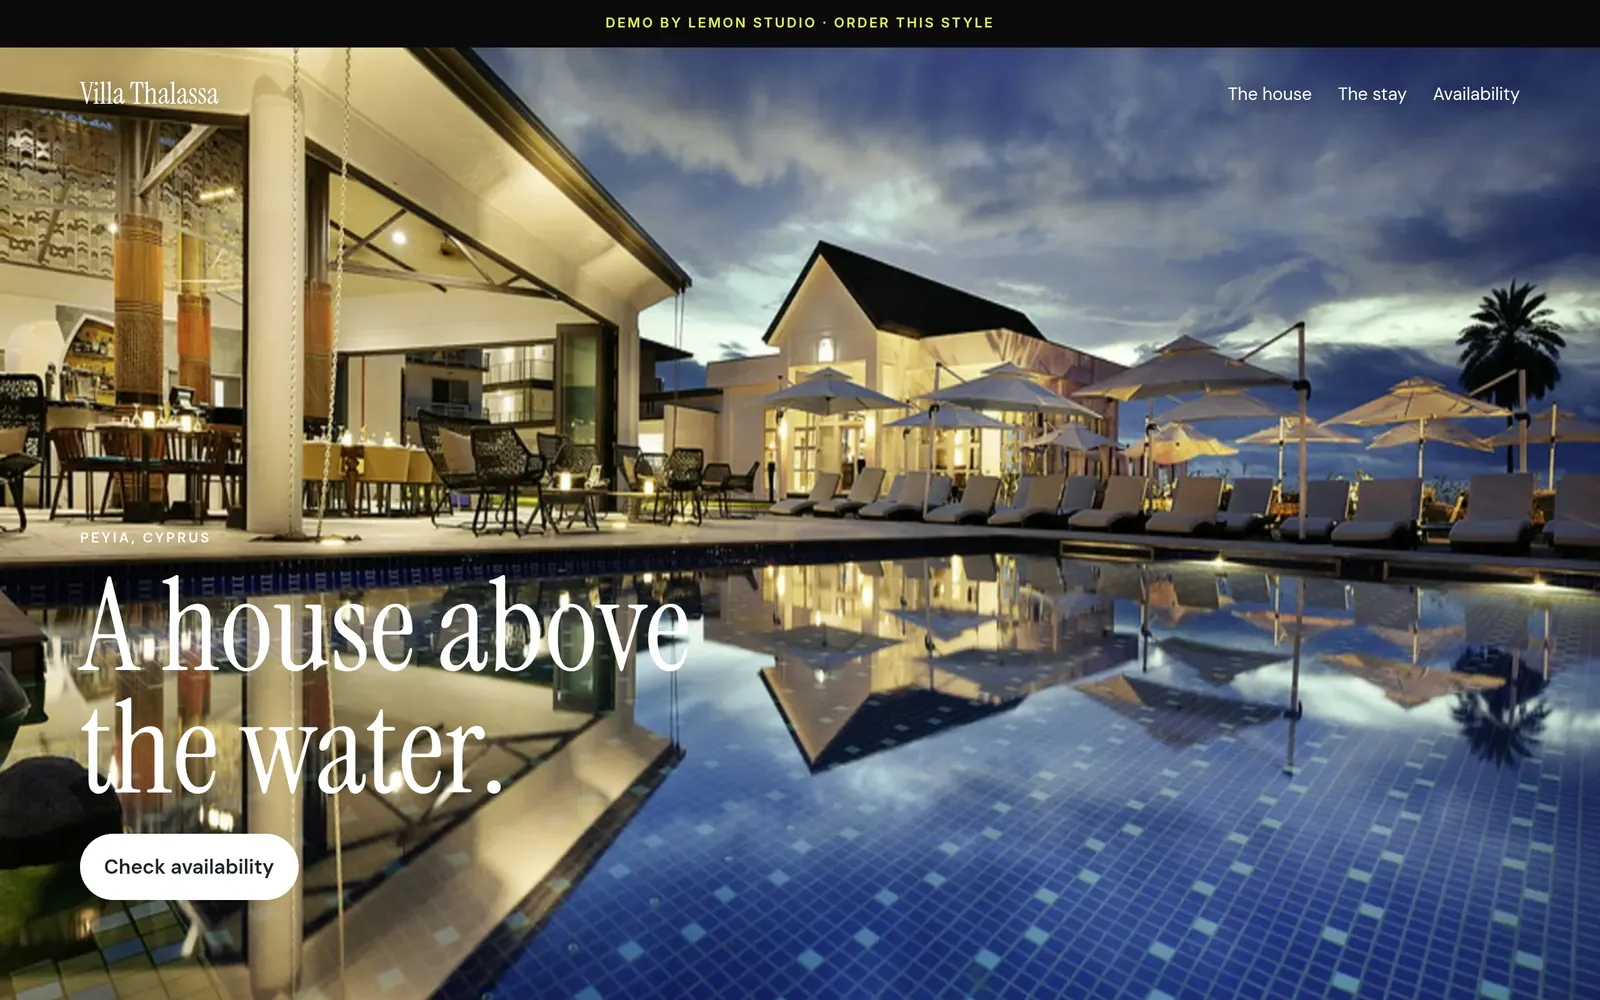 DEMO BY LEMON STUDIO · ORDER THIS STYLE
Villa Thalassa
The house
The stay
Availability
PEYIA, CYPRUS
A house above
the water.
Check availability